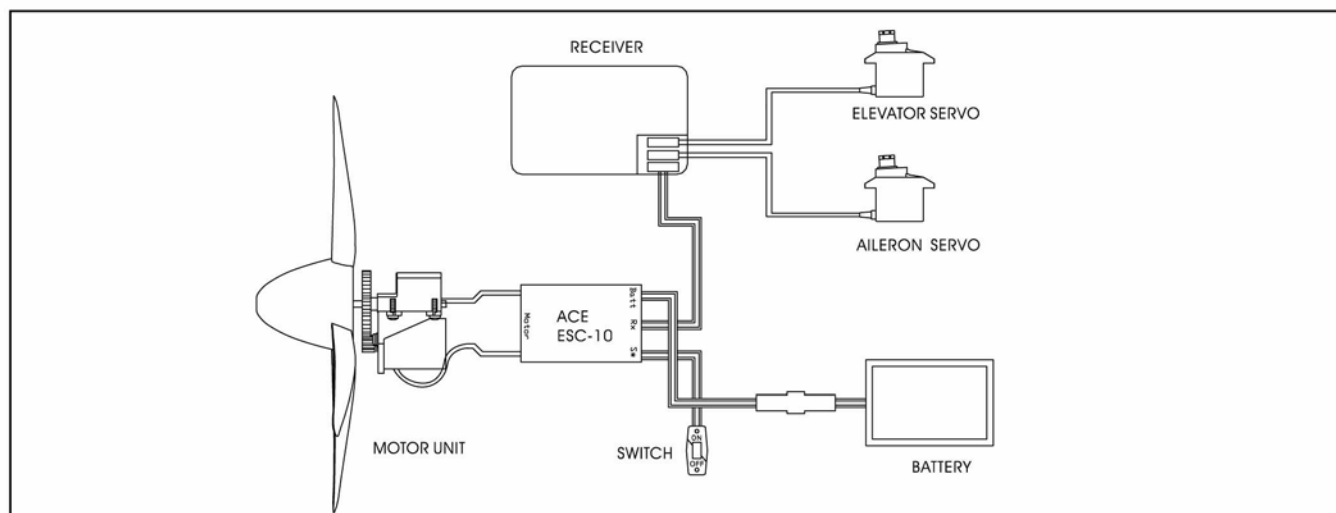 RECEIVER
ELEVATOR SERVO
AILERON SERVO
ACE
ESC-10
Motor
Batt
Rx
Sw
MOTOR UNIT
SWITCH
ON
OFF
BATTERY